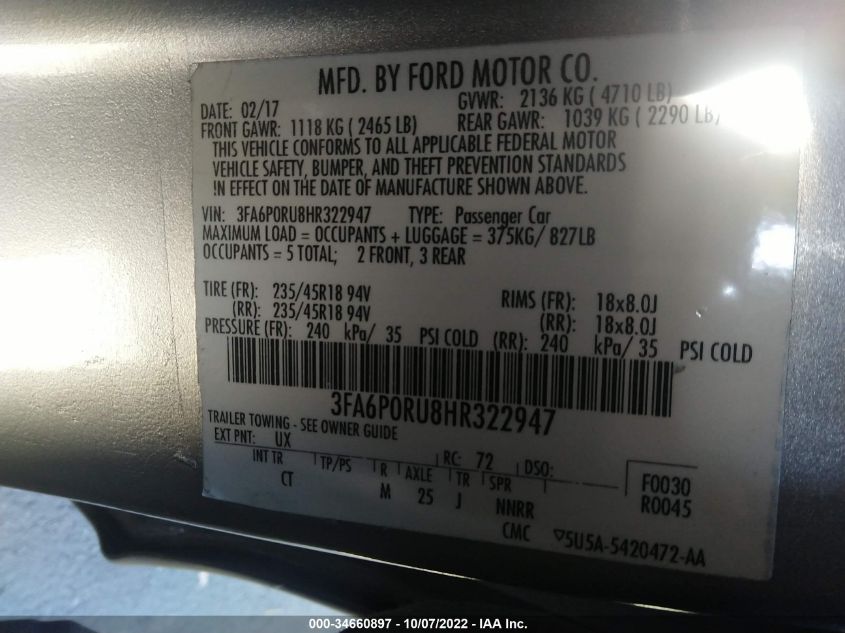 MFD. BY FORD MOTOR CO.
DATE: 02/17 GVWR: 2136 KG ( 4710 LB)
FRONT GAWR: 1118 KG ( 2465 LB) REAR GAWR: 1039 KG ( 2290 LB)
THIS VEHICLE CONFORMS TO ALL APPLICABLE FEDERAL MOTOR
VEHICLE SAFETY, BUMPER, AND THEFT PREVENTION STANDARDS
IN EFFECT ON THE DATE OF MANUFACTURE SHOWN ABOVE.
VIN: 3FA6P0RU8HR322947 TYPE: Passenger Car
MAXIMUM LOAD = OCCUPANTS + LUGGAGE = 375KG/ 827LB
OCCUPANTS = 5 TOTAL; 2 FRONT, 3 REAR
TIRE (FR): 235/45R18 94V RIMS (FR): 18x8.0J
(RR): 235/45R18 94V (RR): 18x8.0J
PRESSURE (FR): 240 kPa/ 35 PSI COLD (RR): 240 kPa/ 35 PSI COLD
3FA6P0RU8HR322947
TRAILER TOWING - SEE OWNER GUIDE
EXT PNT: UX RC: 72 DSO: F0030
INT TR TP/PS R AXLE TR SPR R0045
CT M 25 J NNRR
CMC ▽5U5A-5420472-AA
000-34660897 - 10/07/2022 - IAA Inc.